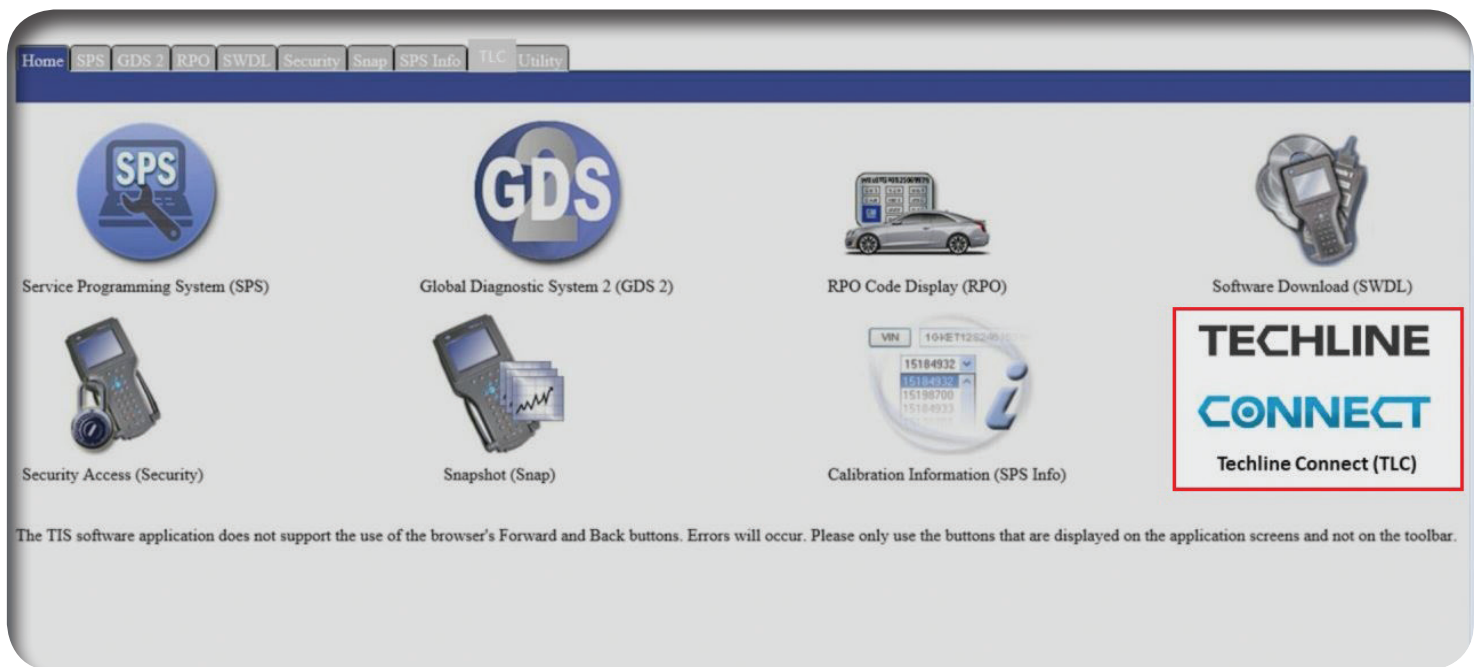 Home SPS GDS 2 RPO SWDL Security Snap SPS Info TLC Utility
SPS
GDS 2
Service Programming System (SPS)
Global Diagnostic System 2 (GDS 2)
RPO Code Display (RPO)
Software Download (SWDL)
VIN
15184932
15184932
15198700
15184933
i
TECHLINE
CONNECT
Techline Connect (TLC)
Security Access (Security)
Snapshot (Snap)
Calibration Information (SPS Info)
The TIS software application does not support the use of the browser's Forward and Back buttons. Errors will occur. Please only use the buttons that are displayed on the application screens and not on the toolbar.